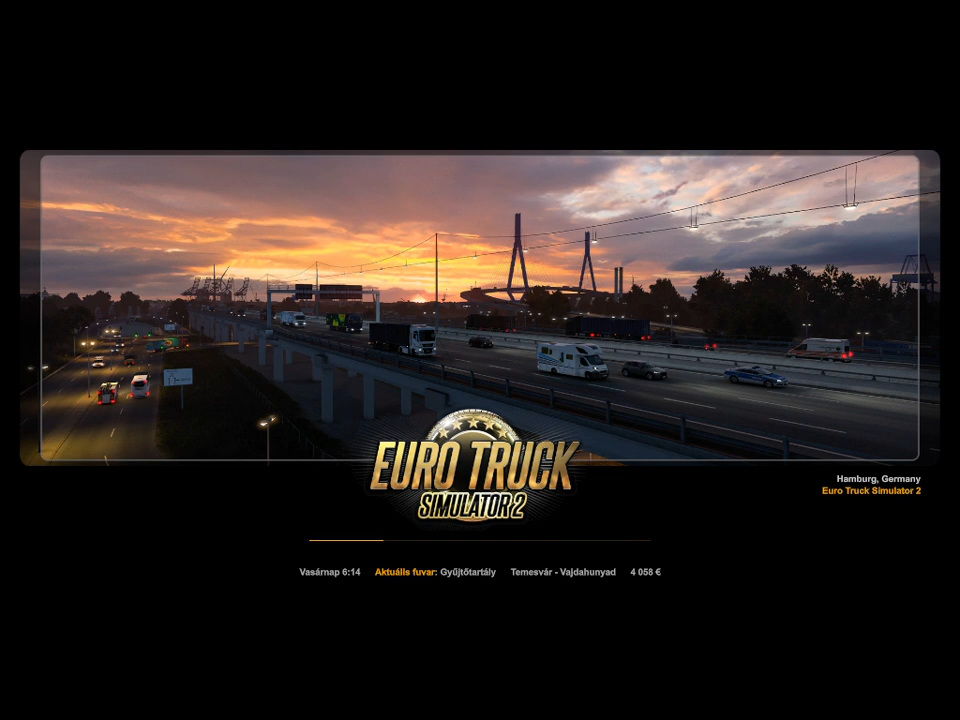 EURO TRUCK
SIMULATOR 2
Hamburg, Germany
Euro Truck Simulator 2
Vasárnap 6:14 Aktuális fuvar: Gyűjtőtartály Temesvár - Vajdahunyad 4 058 €